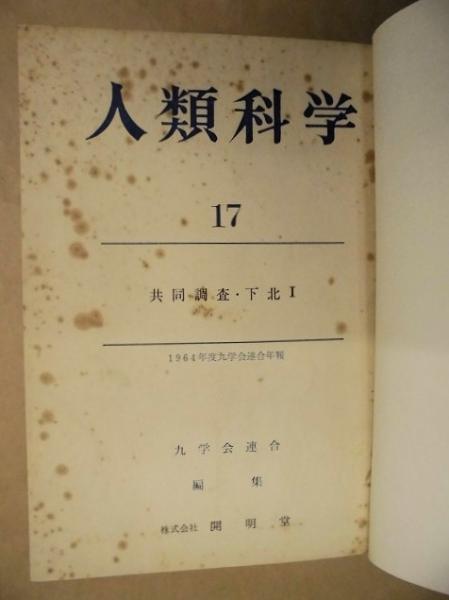 人類科学
17
共同調査・下北I
1964年度九学会連合年報
九学会連合
編集
株式会社 開明堂